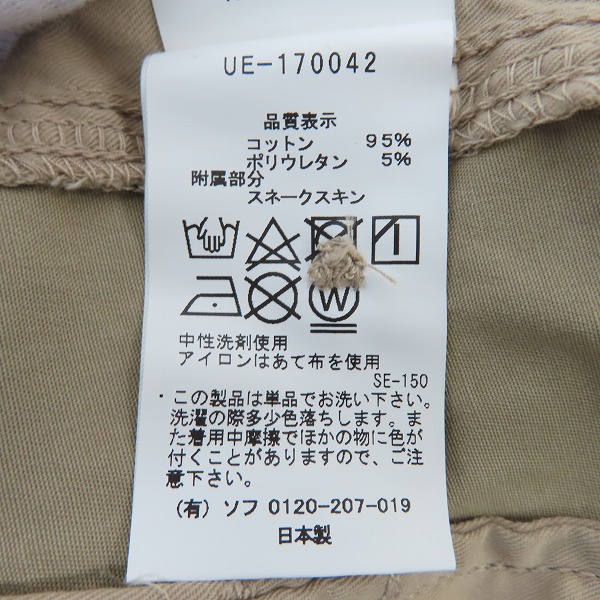 UE-170042
品質表示
コットン 95%
ポリウレタン 5%
附属部分
スネークスキン
W
中性洗剤使用
アイロンはあて布を使用
SE-150
・この製品は単品でお洗い下さい。
洗濯の際多少色落ちします。ま
た着用中摩擦でほかの物に色が
付くことがありますので、ご注
意下さい。
(有) ソフ 0120-207-019
日本製